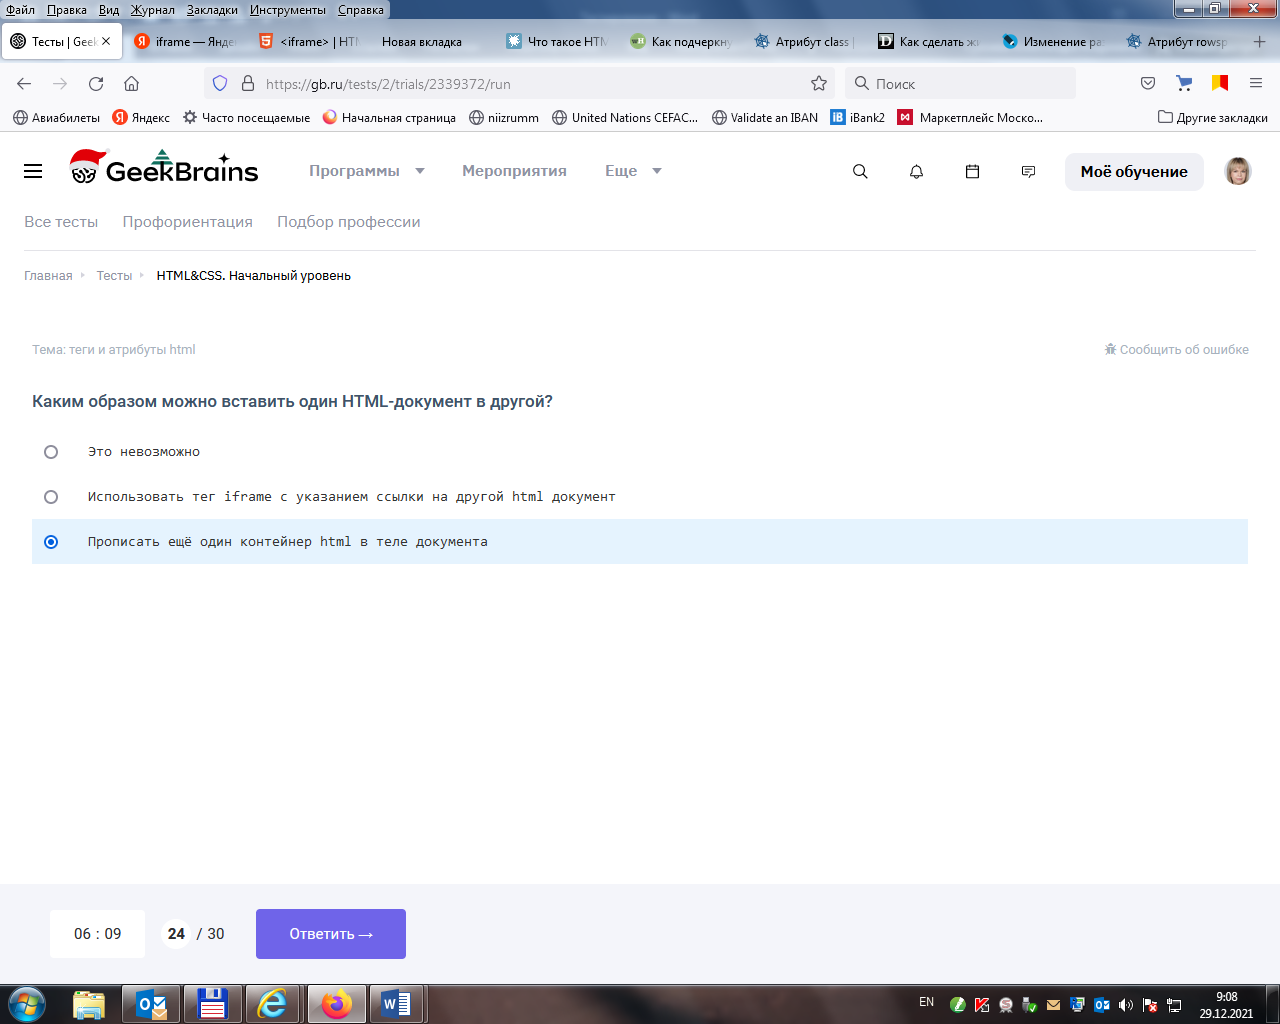 Файл Правка Вид Журнал Закладки Инструменты Справка
Тесты | Geek iframe — Янде <iframe> | HTM Новая вкладка Что такое HTM Как подчеркну Атрибут class | Как сделать жи Изменение ра Атрибут rowsp
https://gb.ru/tests/2/trials/2339372/run Поиск
Авиабилеты Яндекс Часто посещаемые Начальная страница niizrumm United Nations CEFAC... Validate an IBAN iBank2 Маркетплейс Моско... Другие закладки
GeekBrains Программы Мероприятия Еще Моё обучение
Все тесты Профориентация Подбор профессии
Главная Тесты HTML&CSS. Начальный уровень
Тема: теги и атрибуты html Сообщить об ошибке
Каким образом можно вставить один HTML-документ в другой?
Это невозможно
Использовать тег iframe с указанием ссылки на другой html документ
Прописать ещё один контейнер html в теле документа
06 : 09 24 / 30 Ответить →
EN 9:08
29.12.2021